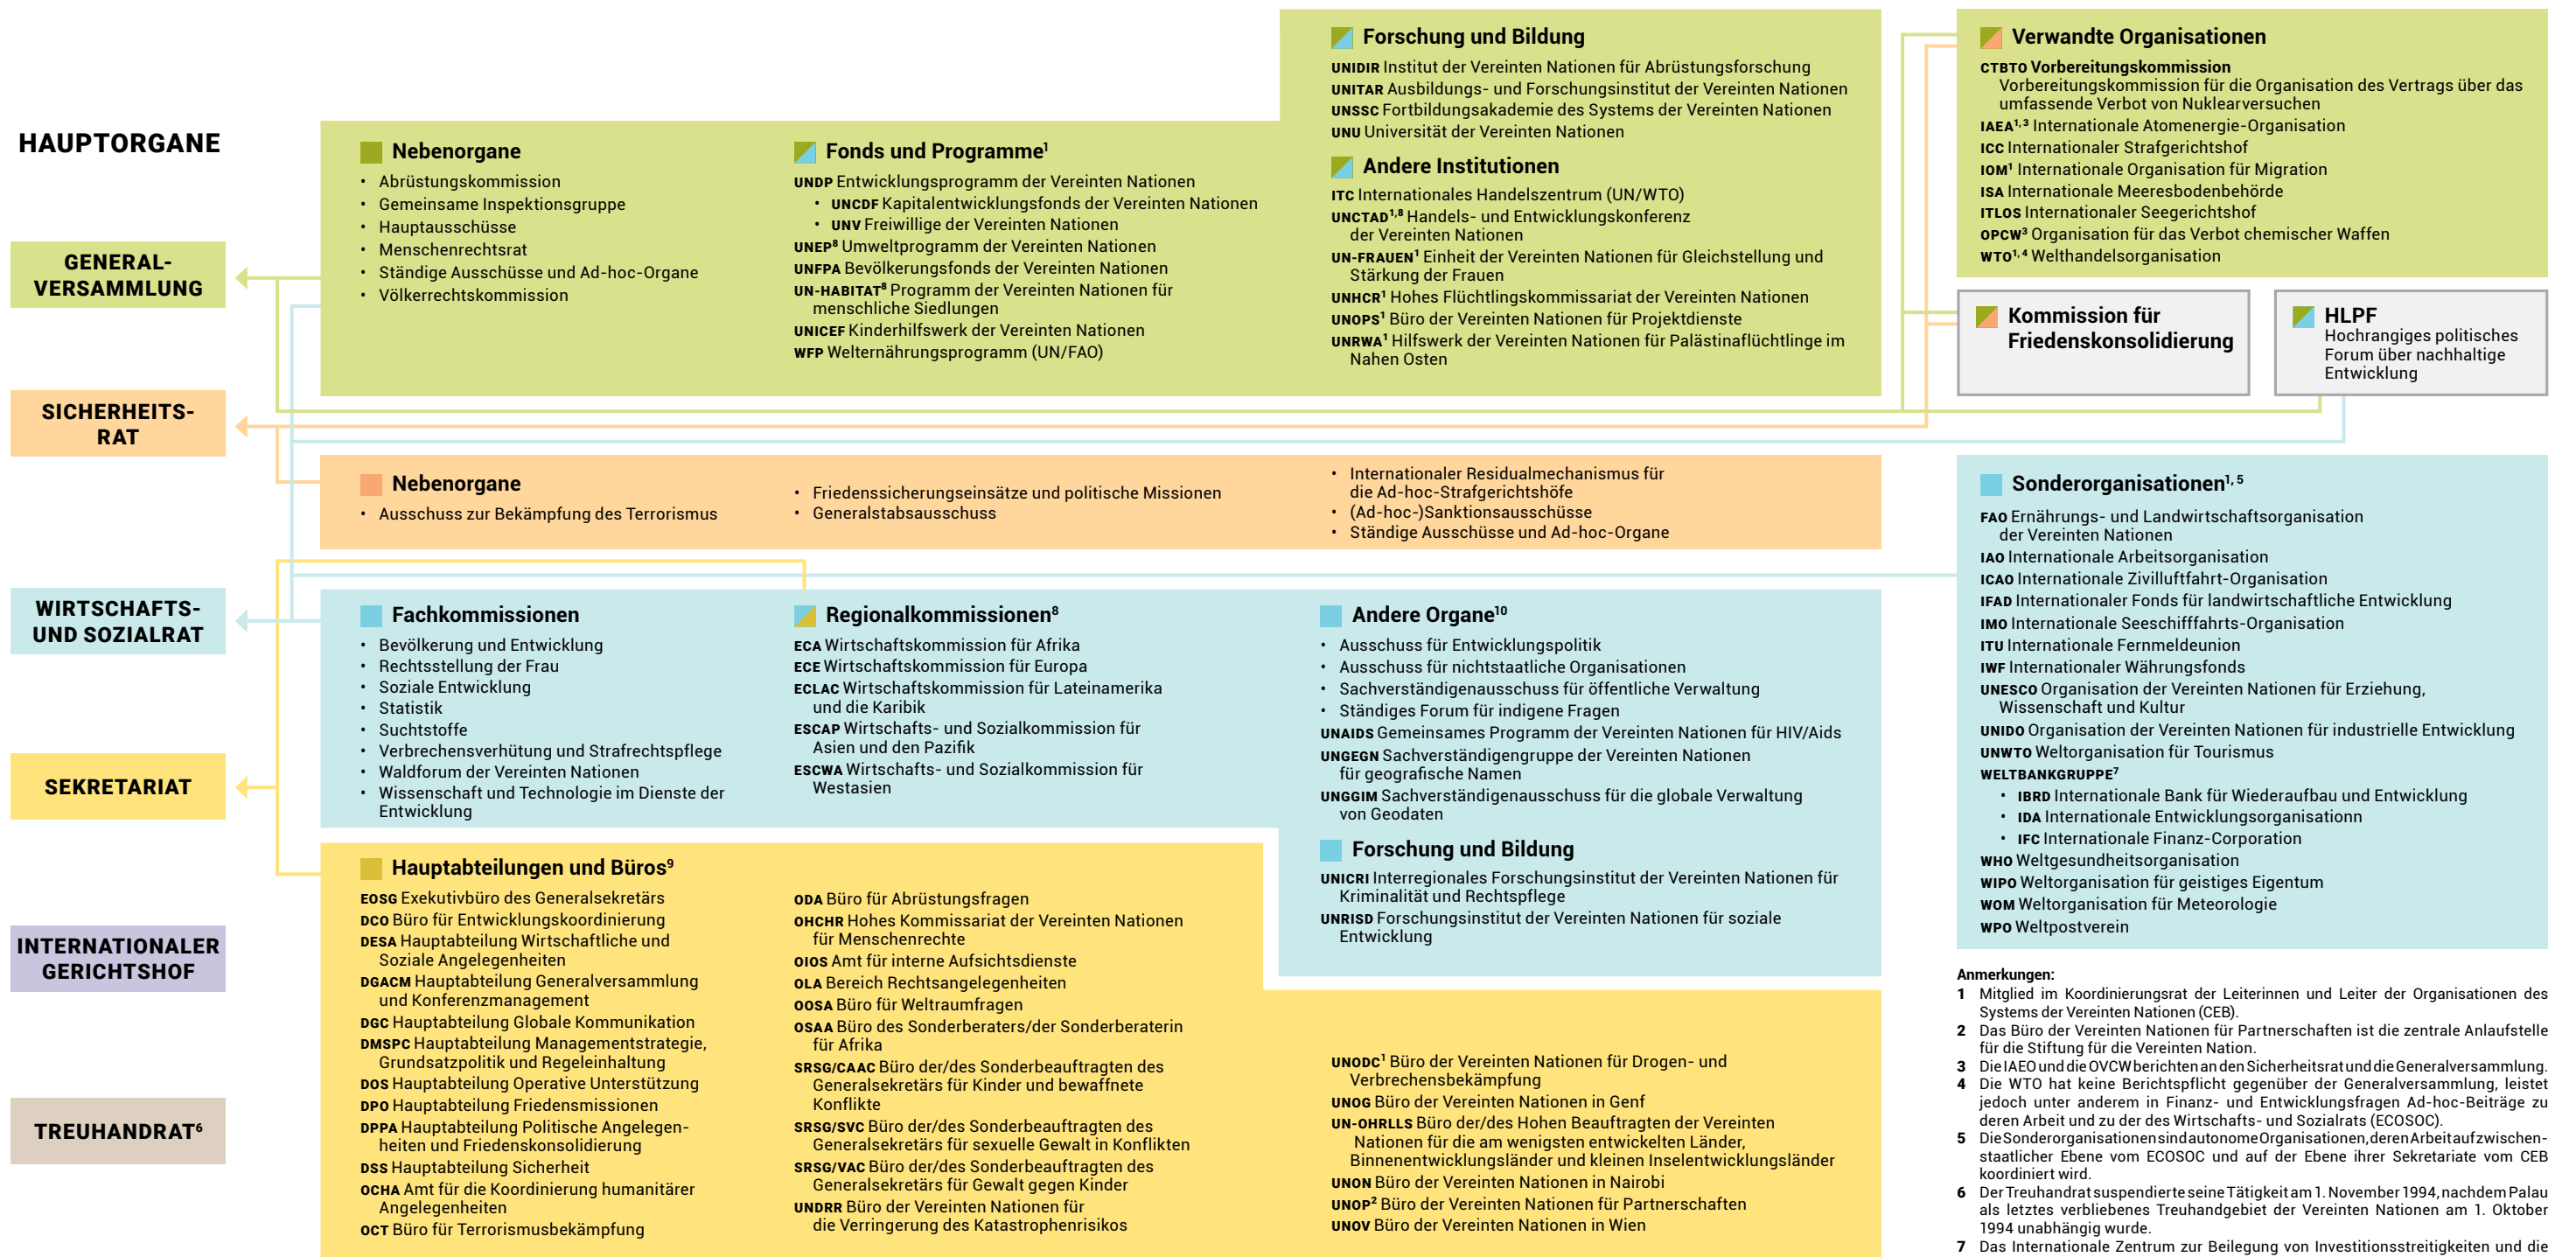 HAUPTORGANE
GENERAL-
VERSAMMLUNG
SICHERHEITS-
RAT
WIRTSCHAFTS-
UND SOZIALRAT
SEKRETARIAT
INTERNATIONALER
GERICHTSHOF
TREUHANDRAT⁶
Nebenorgane
• Abrüstungskommission
• Gemeinsame Inspektionsgruppe
• Hauptausschüsse
• Menschenrechtsrat
• Ständige Ausschüsse und Ad-hoc-Organe
• Völkerrechtskommission
Fonds und Programme¹
UNDP Entwicklungsprogramm der Vereinten Nationen
• UNCDF Kapitalentwicklungsfonds der Vereinten Nationen
• UNV Freiwillige der Vereinten Nationen
UNEP⁸ Umweltprogramm der Vereinten Nationen
UNFPA Bevölkerungsfonds der Vereinten Nationen
UN-HABITAT⁸ Programm der Vereinten Nationen für
menschliche Siedlungen
UNICEF Kinderhilfswerk der Vereinten Nationen
WFP Welternährungsprogramm (UN/FAO)
Forschung und Bildung
UNIDIR Institut der Vereinten Nationen für Abrüstungsforschung
UNITAR Ausbildungs- und Forschungsinstitut der Vereinten Nationen
UNSSC Fortbildungsakademie des Systems der Vereinten Nationen
UNU Universität der Vereinten Nationen
Andere Institutionen
ITC Internationales Handelszentrum (UN/WTO)
UNCTAD¹,⁸ Handels- und Entwicklungskonferenz
der Vereinten Nationen
UN-FRAUEN¹ Einheit der Vereinten Nationen für Gleichstellung und
Stärkung der Frauen
UNHCR¹ Hohes Flüchtlingskommissariat der Vereinten Nationen
UNOPS¹ Büro der Vereinten Nationen für Projektdienste
UNRWA¹ Hilfswerk der Vereinten Nationen für Palästinaflüchtlinge im
Nahen Osten
Verwandte Organisationen
CTBTO Vorbereitungskommission
Vorbereitungskommission für die Organisation des Vertrags über das
umfassende Verbot von Nuklearversuchen
IAEA¹,³ Internationale Atomenergie-Organisation
ICC Internationaler Strafgerichtshof
IOM¹ Internationale Organisation für Migration
ISA Internationale Meeresbodenbehörde
ITLOS Internationaler Seegerichtshof
OPCW³ Organisation für das Verbot chemischer Waffen
WTO¹,⁴ Welthandelsorganisation
Kommission für
Friedenskonsolidierung
HLPF
Hochrangiges politisches
Forum über nachhaltige
Entwicklung
Nebenorgane
• Ausschuss zur Bekämpfung des Terrorismus
• Friedenssicherungseinsätze und politische Missionen
• Generalstabsausschuss
• Internationaler Residualmechanismus für
die Ad-hoc-Strafgerichtshöfe
• (Ad-hoc-)Sanktionsausschüsse
• Ständige Ausschüsse und Ad-hoc-Organe
Fachkommissionen
• Bevölkerung und Entwicklung
• Rechtsstellung der Frau
• Soziale Entwicklung
• Statistik
• Suchtstoffe
• Verbrechensverhütung und Strafrechtspflege
• Waldforum der Vereinten Nationen
• Wissenschaft und Technologie im Dienste der
Entwicklung
Regionalkommissionen⁸
ECA Wirtschaftskommission für Afrika
ECE Wirtschaftskommission für Europa
ECLAC Wirtschaftskommission für Lateinamerika
und die Karibik
ESCAP Wirtschafts- und Sozialkommission für
Asien und den Pazifik
ESCWA Wirtschafts- und Sozialkommission für
Westasien
Andere Organe¹⁰
• Ausschuss für Entwicklungspolitik
• Ausschuss für nichtstaatliche Organisationen
• Sachverständigenausschuss für öffentliche Verwaltung
• Ständiges Forum für indigene Fragen
UNAIDS Gemeinsames Programm der Vereinten Nationen für HIV/Aids
UNGEGN Sachverständigengruppe der Vereinten Nationen
für geografische Namen
UNGGIM Sachverständigenausschuss für die globale Verwaltung
von Geodaten
Forschung und Bildung
UNICRI Interregionales Forschungsinstitut der Vereinten Nationen für
Kriminalität und Rechtspflege
UNRISD Forschungsinstitut der Vereinten Nationen für soziale
Entwicklung
Sonderorganisationen¹,⁵
FAO Ernährungs- und Landwirtschaftsorganisation
der Vereinten Nationen
IAO Internationale Arbeitsorganisation
ICAO Internationale Zivilluftfahrt-Organisation
IFAD Internationaler Fonds für landwirtschaftliche Entwicklung
IMO Internationale Seeschifffahrts-Organisation
ITU Internationale Fernmeldeunion
IWF Internationaler Währungsfonds
UNESCO Organisation der Vereinten Nationen für Erziehung,
Wissenschaft und Kultur
UNIDO Organisation der Vereinten Nationen für industrielle Entwicklung
UNWTO Weltorganisation für Tourismus
WELTBANKGRUPPE⁷
• IBRD Internationale Bank für Wiederaufbau und Entwicklung
• IDA Internationale Entwicklungsorganisationn
• IFC Internationale Finanz-Corporation
WHO Weltgesundheitsorganisation
WIPO Weltorganisation für geistiges Eigentum
WOM Weltorganisation für Meteorologie
WPO Weltpostverein
Hauptabteilungen und Büros⁹
EOSG Exekutivbüro des Generalsekretärs
DCO Büro für Entwicklungskoordinierung
DESA Hauptabteilung Wirtschaftliche und
Soziale Angelegenheiten
DGACM Hauptabteilung Generalversammlung
und Konferenzmanagement
DGC Hauptabteilung Globale Kommunikation
DMSPC Hauptabteilung Managementstrategie,
Grundsatzpolitik und Regeleinhaltung
DOS Hauptabteilung Operative Unterstützung
DPO Hauptabteilung Friedensmissionen
DPPA Hauptabteilung Politische Angelegen-
heiten und Friedenskonsolidierung
DSS Hauptabteilung Sicherheit
OCHA Amt für die Koordinierung humanitärer
Angelegenheiten
OCT Büro für Terrorismusbekämpfung
ODA Büro für Abrüstungsfragen
OHCHR Hohes Kommissariat der Vereinten Nationen
für Menschenrechte
OIOS Amt für interne Aufsichtsdienste
OLA Bereich Rechtsangelegenheiten
OOSA Büro für Weltraumfragen
OSAA Büro des Sonderberaters/der Sonderberaterin
für Afrika
SRSG/CAAC Büro der/des Sonderbeauftragten des
Generalsekretärs für Kinder und bewaffnete
Konflikte
SRSG/SVC Büro der/des Sonderbeauftragten des
Generalsekretärs für sexuelle Gewalt in Konflikten
SRSG/VAC Büro der/des Sonderbeauftragten des
Generalsekretärs für Gewalt gegen Kinder
UNDRR Büro der Vereinten Nationen für
die Verringerung des Katastrophenrisikos
UNODC¹ Büro der Vereinten Nationen für Drogen- und
Verbrechensbekämpfung
UNOG Büro der Vereinten Nationen in Genf
UN-OHRLLS Büro der/des Hohen Beauftragten der Vereinten
Nationen für die am wenigsten entwickelten Länder,
Binnenentwicklungsländer und kleinen Inselentwicklungsländer
UNON Büro der Vereinten Nationen in Nairobi
UNOP² Büro der Vereinten Nationen für Partnerschaften
UNOV Büro der Vereinten Nationen in Wien
Anmerkungen:
1 Mitglied im Koordinierungsrat der Leiterinnen und Leiter der Organisationen des
Systems der Vereinten Nationen (CEB).
2 Das Büro der Vereinten Nationen für Partnerschaften ist die zentrale Anlaufstelle
für die Stiftung für die Vereinten Nation.
3 Die IAEO und die OVCW berichten an den Sicherheitsrat und die Generalversammlung.
4 Die WTO hat keine Berichtspflicht gegenüber der Generalversammlung, leistet
jedoch unter anderem in Finanz- und Entwicklungsfragen Ad-hoc-Beiträge zu
deren Arbeit und zu der des Wirtschafts- und Sozialrats (ECOSOC).
5 Die Sonderorganisationen sind autonome Organisationen, deren Arbeit auf zwischen-
staatlicher Ebene vom ECOSOC und auf der Ebene ihrer Sekretariate vom CEB
koordiniert wird.
6 Der Treuhandrat suspendierte seine Tätigkeit am 1. November 1994, nachdem Palau
als letztes verbliebenes Treuhandgebiet der Vereinten Nationen am 1. Oktober
1994 unabhängig wurde.
7 Das Internationale Zentrum zur Beilegung von Investitionsstreitigkeiten und die